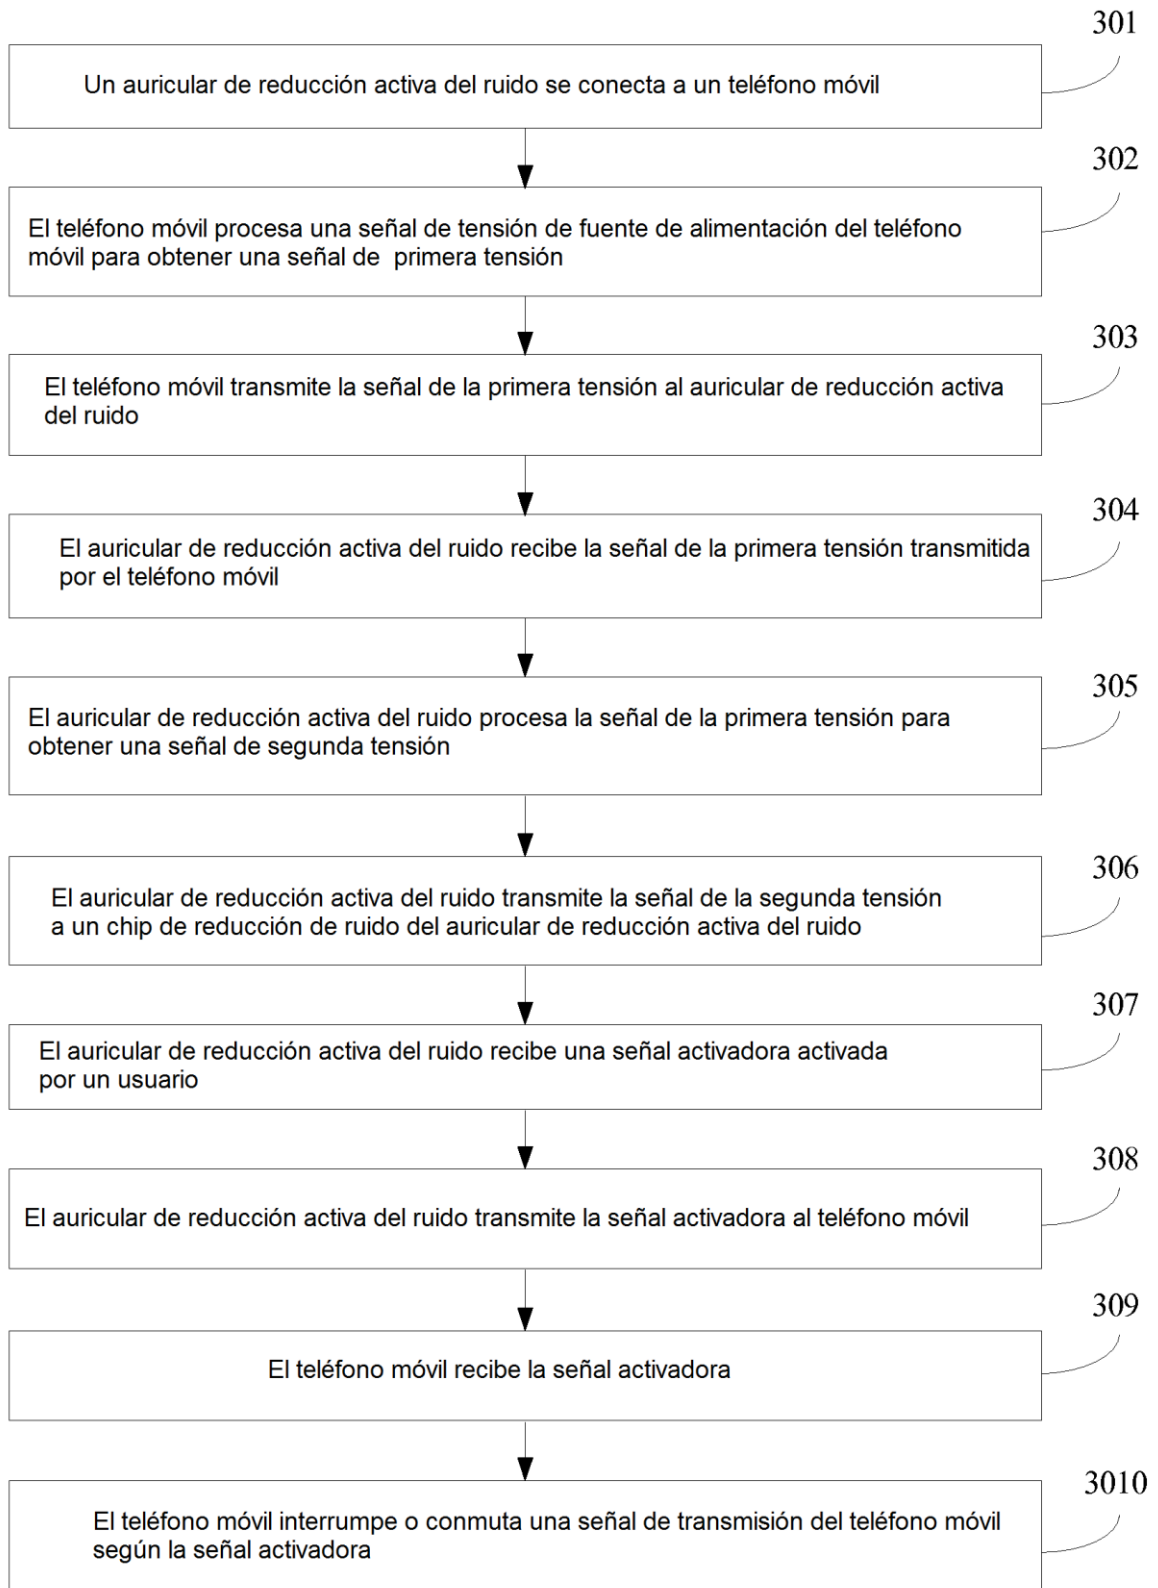 301
Un auricular de reducción activa del ruido se conecta a un teléfono móvil
302
El teléfono móvil procesa una señal de tensión de fuente de alimentación del teléfono
móvil para obtener una señal de primera tensión
303
El teléfono móvil transmite la señal de la primera tensión al auricular de reducción activa
del ruido
304
El auricular de reducción activa del ruido recibe la señal de la primera tensión transmitida
por el teléfono móvil
305
El auricular de reducción activa del ruido procesa la señal de la primera tensión para
obtener una señal de segunda tensión
306
El auricular de reducción activa del ruido transmite la señal de la segunda tensión
a un chip de reducción de ruido del auricular de reducción activa del ruido
307
El auricular de reducción activa del ruido recibe una señal activadora activada
por un usuario
308
El auricular de reducción activa del ruido transmite la señal activadora al teléfono móvil
309
El teléfono móvil recibe la señal activadora
3010
El teléfono móvil interrumpe o conmuta una señal de transmisión del teléfono móvil
según la señal activadora